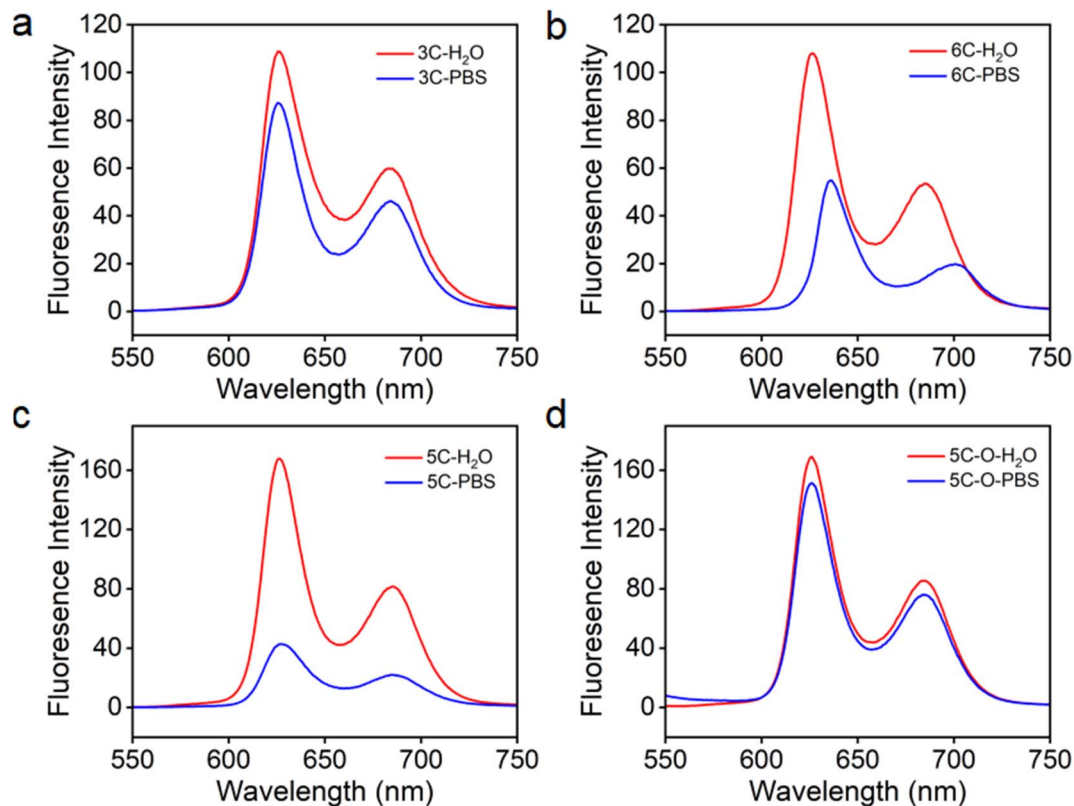 a
3C-H₂O
3C-PBS
Fluoresence Intensity
120
100
80
60
40
20
0
550 600 650 700 750
Wavelength (nm)
b
6C-H₂O
6C-PBS
Fluoresence Intensity
120
100
80
60
40
20
0
550 600 650 700 750
Wavelength (nm)
c
5C-H₂O
5C-PBS
Fluoresence Intensity
160
120
80
40
0
550 600 650 700 750
Wavelength (nm)
d
5C-O-H₂O
5C-O-PBS
Fluoresence Intensity
160
120
80
40
0
550 600 650 700 750
Wavelength (nm)